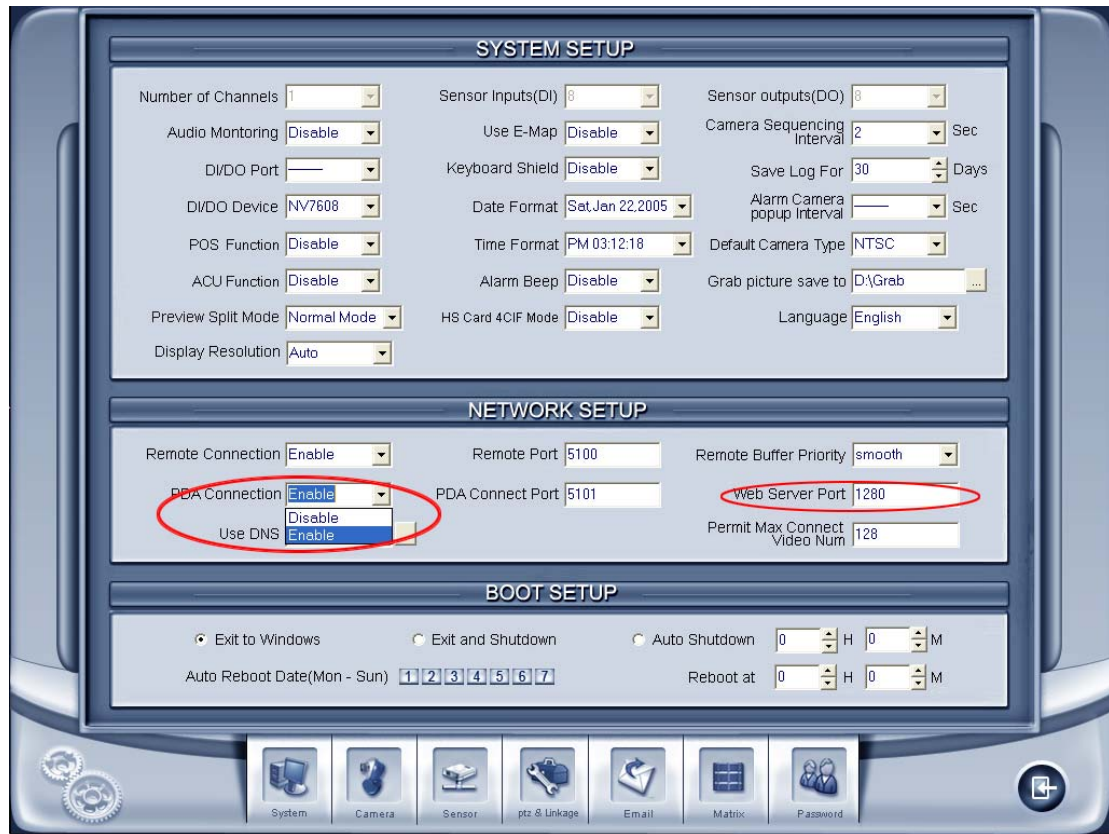 SYSTEM SETUP
Number of Channels 1 Sensor Inputs(DI) 8 Sensor outputs(DO) 8
Audio Montoring Disable Use E-Map Disable Camera Sequencing Interval 2 Sec
DI/DO Port —— Keyboard Shield Disable Save Log For 30 Days
DI/DO Device NV7608 Date Format Sat,Jan 22,2005 Alarm Camera popup Interval —— Sec
POS Function Disable Time Format PM 03:12:18 Default Camera Type NTSC
ACU Function Disable Alarm Beep Disable Grab picture save to D:\Grab ...
Preview Split Mode Normal Mode HS Card 4CIF Mode Disable Language English
Display Resolution Auto
NETWORK SETUP
Remote Connection Enable Remote Port 5100 Remote Buffer Priority smooth
PDA Connection Enable PDA Connect Port 5101 Web Server Port 1280
Disable
Use DNS Enable Permit Max Connect Video Num 128
BOOT SETUP
Exit to Windows Exit and Shutdown Auto Shutdown 0 H 0 M
Auto Reboot Date(Mon - Sun) 1 2 3 4 5 6 7 Reboot at 0 H 0 M
System Camera Sensor ptz & Linkage Email Matrix Password